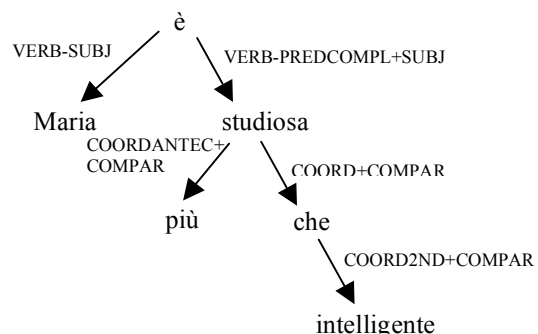 è
VERB-SUBJ
VERB-PREDCOMPL+SUBJ
Maria
studiosa
COORDANTEC+
COMPAR
COORD+COMPAR
più
che
COORD2ND+COMPAR
intelligente